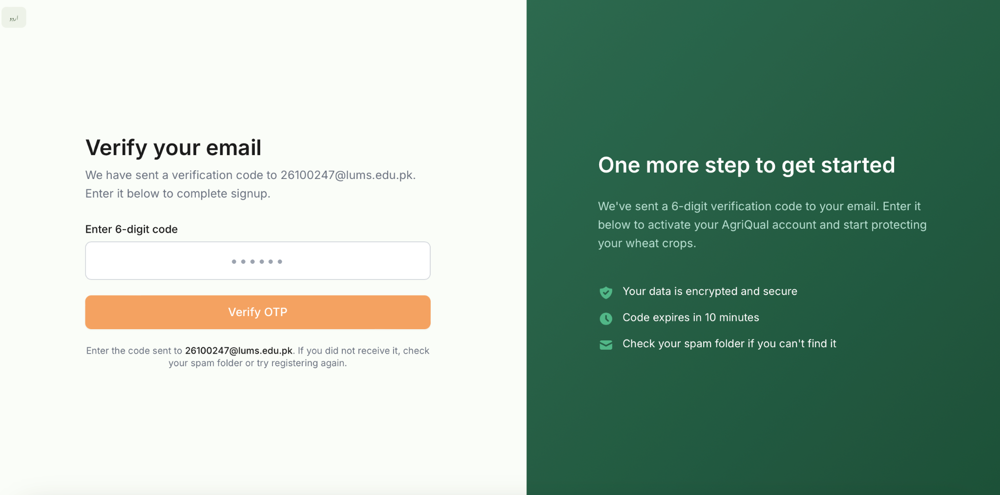 اردو
Verify your email
We have sent a verification code to 26100247@lums.edu.pk.
Enter it below to complete signup.
Enter 6-digit code
Verify OTP
Enter the code sent to 26100247@lums.edu.pk. If you did not receive it, check
your spam folder or try registering again.
One more step to get started
We've sent a 6-digit verification code to your email. Enter it
below to activate your AgriQual account and start protecting
your wheat crops.
Your data is encrypted and secure
Code expires in 10 minutes
Check your spam folder if you can't find it